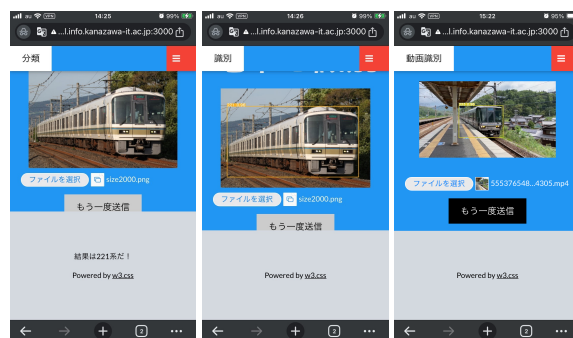 au VPN 14:25 99%
...l.info.kanazawa-it.ac.jp:3000
分類
ファイルを選択 size2000.png
もう一度送信
結果は221系だ！
Powered by w3.css
2
au VPN 14:26 99%
...l.info.kanazawa-it.ac.jp:3000
識別
ファイルを選択 size2000.png
もう一度送信
Powered by w3.css
2
au VPN 15:22 95%
...l.info.kanazawa-it.ac.jp:3000
動画識別
ファイルを選択 555376548...4305.mp4
もう一度送信
Powered by w3.css
2